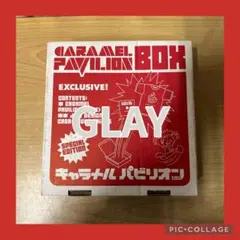 CARAMEL
PAVILION BOX
EXCLUSIVE!
CONTENTS:
GLAY
SPECIAL
EDITION
キャラメル パビリオン
PIC•COLLAGE